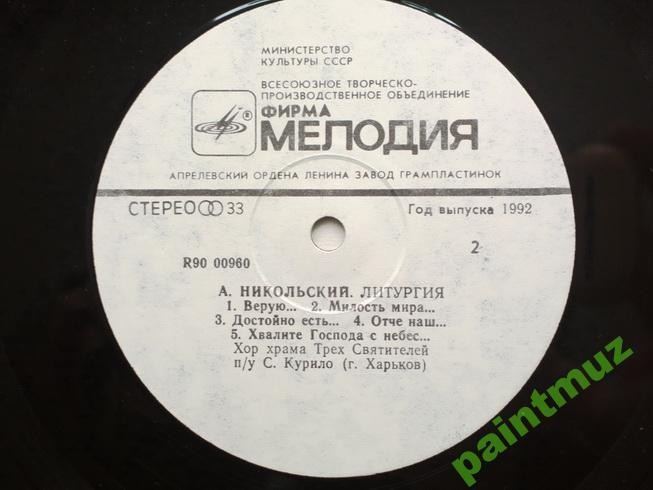 МИНИСТЕРСТВО
КУЛЬТУРЫ СССР
ВСЕСОЮЗНОЕ ТВОРЧЕСКО-
ПРОИЗВОДСТВЕННОЕ ОБЪЕДИНЕНИЕ
®
ФИРМА
МЕЛОДИЯ
АПРЕЛЕВСКИЙ ОРДЕНА ЛЕНИНА ЗАВОД ГРАМПЛАСТИНОК
СТЕРЕО 33
Год выпуска 1992
2
R90 00960
А. НИКОЛЬСКИЙ. ЛИТУРГИЯ
1. Верую... 2. Милость мира...
3. Достойно есть... 4. Отче наш...
5. Хвалите Господа с небес...
Хор храма Трех Святителей
п/у С. Курило (г. Харьков)
paintmuz